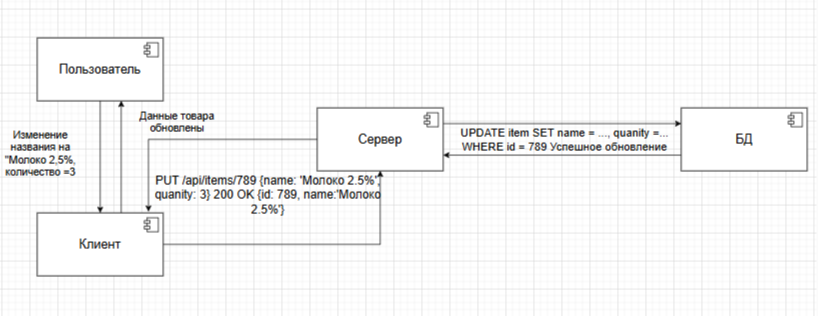 Пользователь
Данные товара
обновлены
Изменение
названия на
"Молоко 2,5%,
количество =3
Сервер
UPDATE item SET name = ..., quanity =...
WHERE id = 789 Успешное обновление
БД
PUT /api/items/789 {name: 'Молоко 2.5%',
quanity: 3} 200 OK {id: 789, name:'Молоко
2.5%'}
Клиент